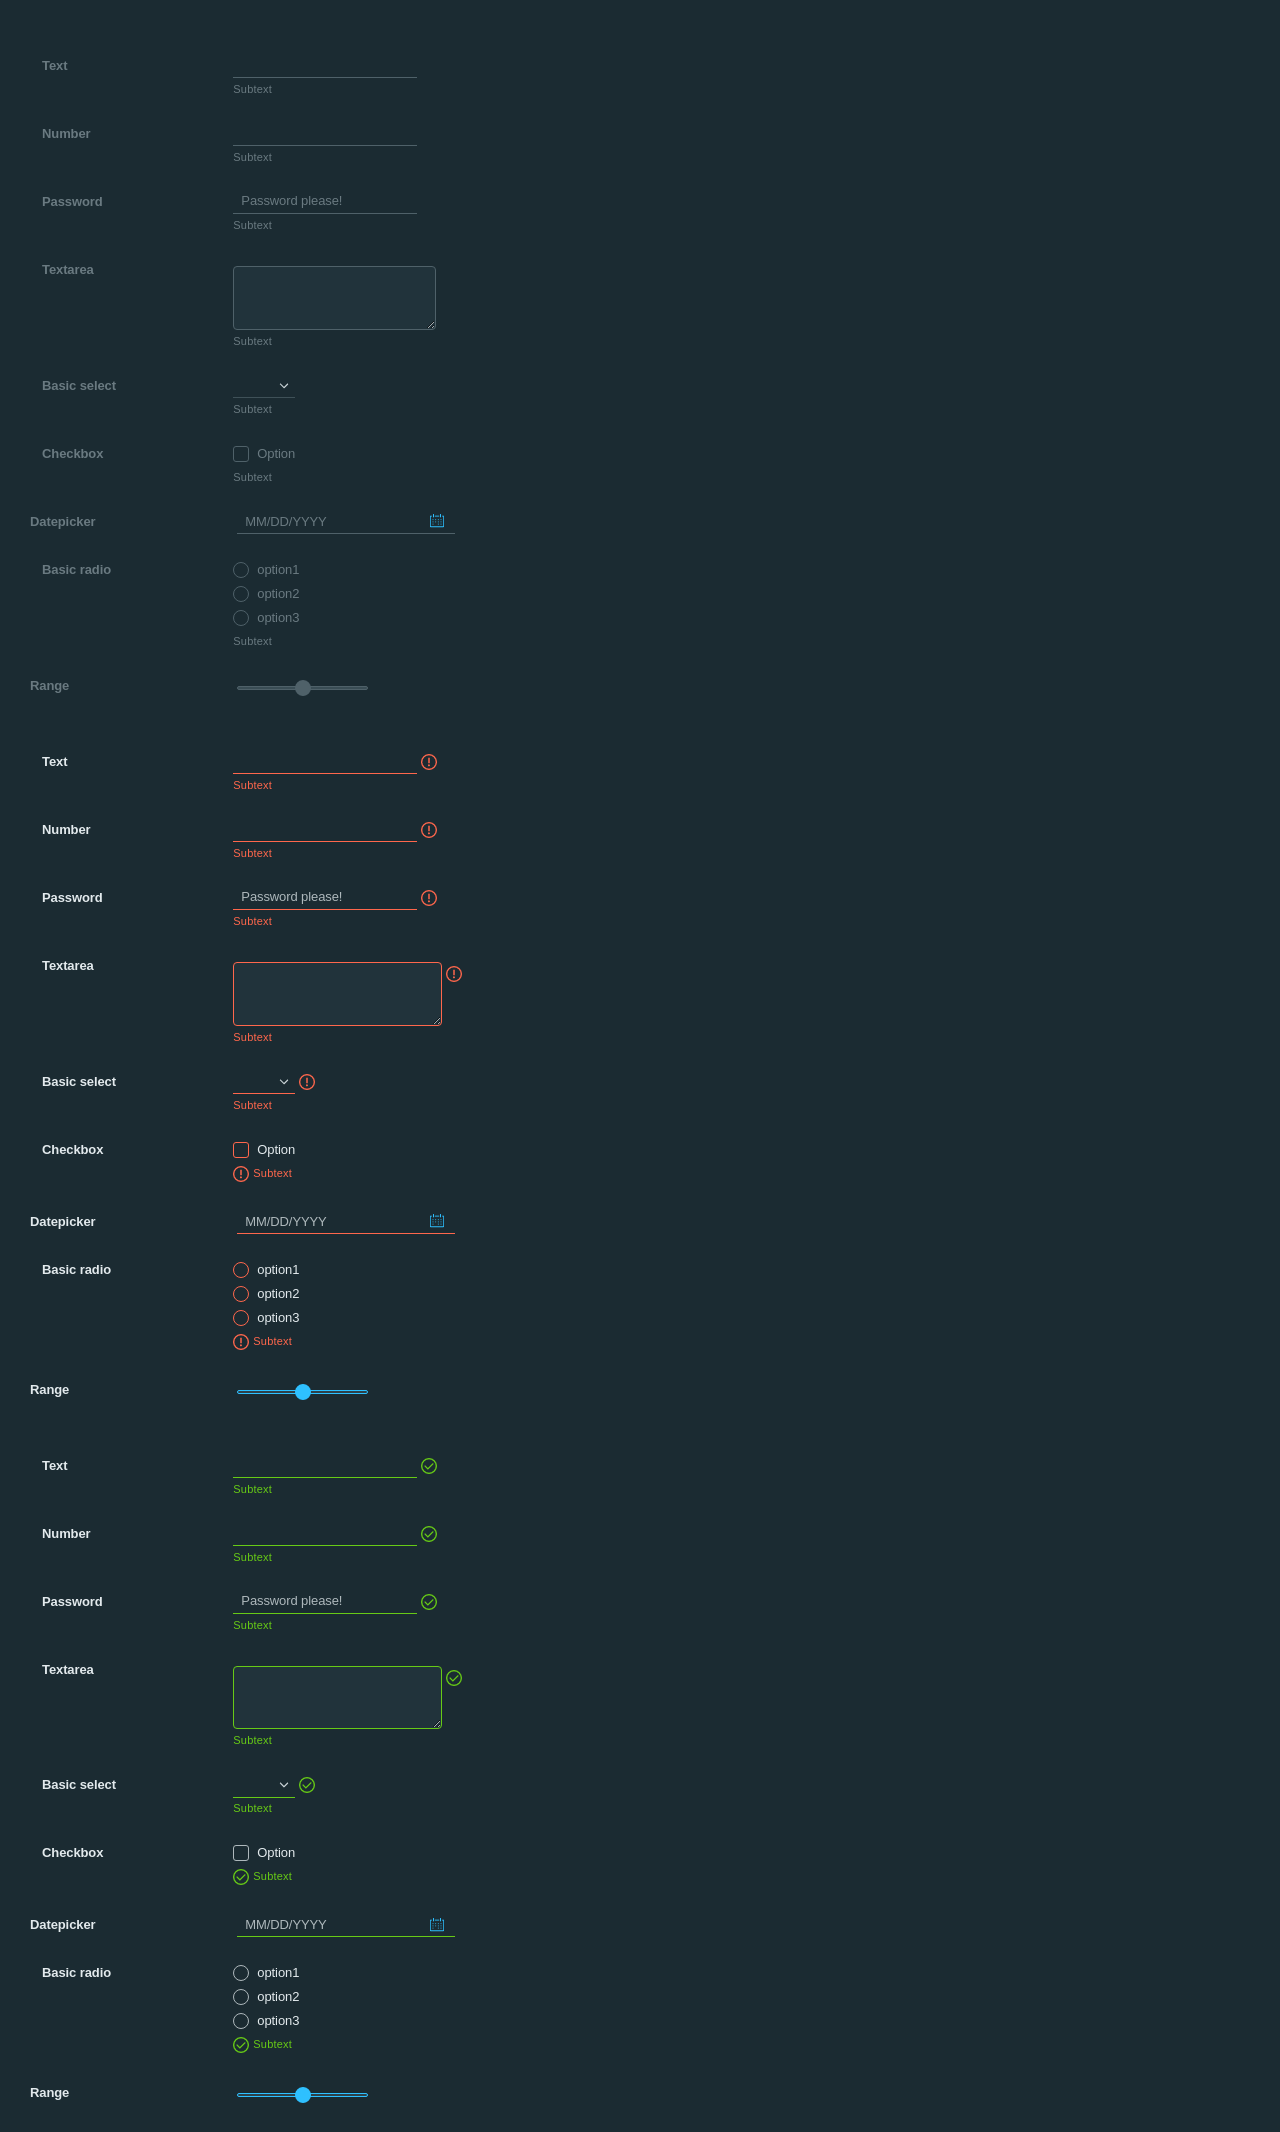 Text
Subtext
Number
Subtext
Password Password please!
Subtext
Textarea
Subtext
Basic select
Subtext
Checkbox Option
Subtext
Datepicker MM/DD/YYYY
Basic radio option1
option2
option3
Subtext
Range
Text
Subtext
Number
Subtext
Password Password please!
Subtext
Textarea
Subtext
Basic select
Subtext
Checkbox Option
Subtext
Datepicker MM/DD/YYYY
Basic radio option1
option2
option3
Subtext
Range
Text
Subtext
Number
Subtext
Password Password please!
Subtext
Textarea
Subtext
Basic select
Subtext
Checkbox Option
Subtext
Datepicker MM/DD/YYYY
Basic radio option1
option2
option3
Subtext
Range